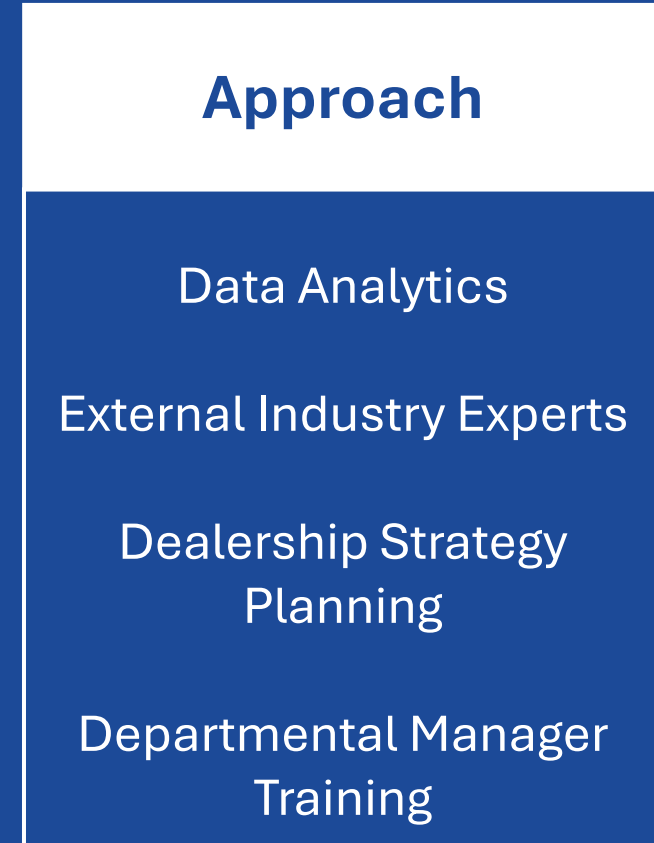 Approach
Data Analytics
External Industry Experts
Dealership Strategy
Planning
Departmental Manager
Training